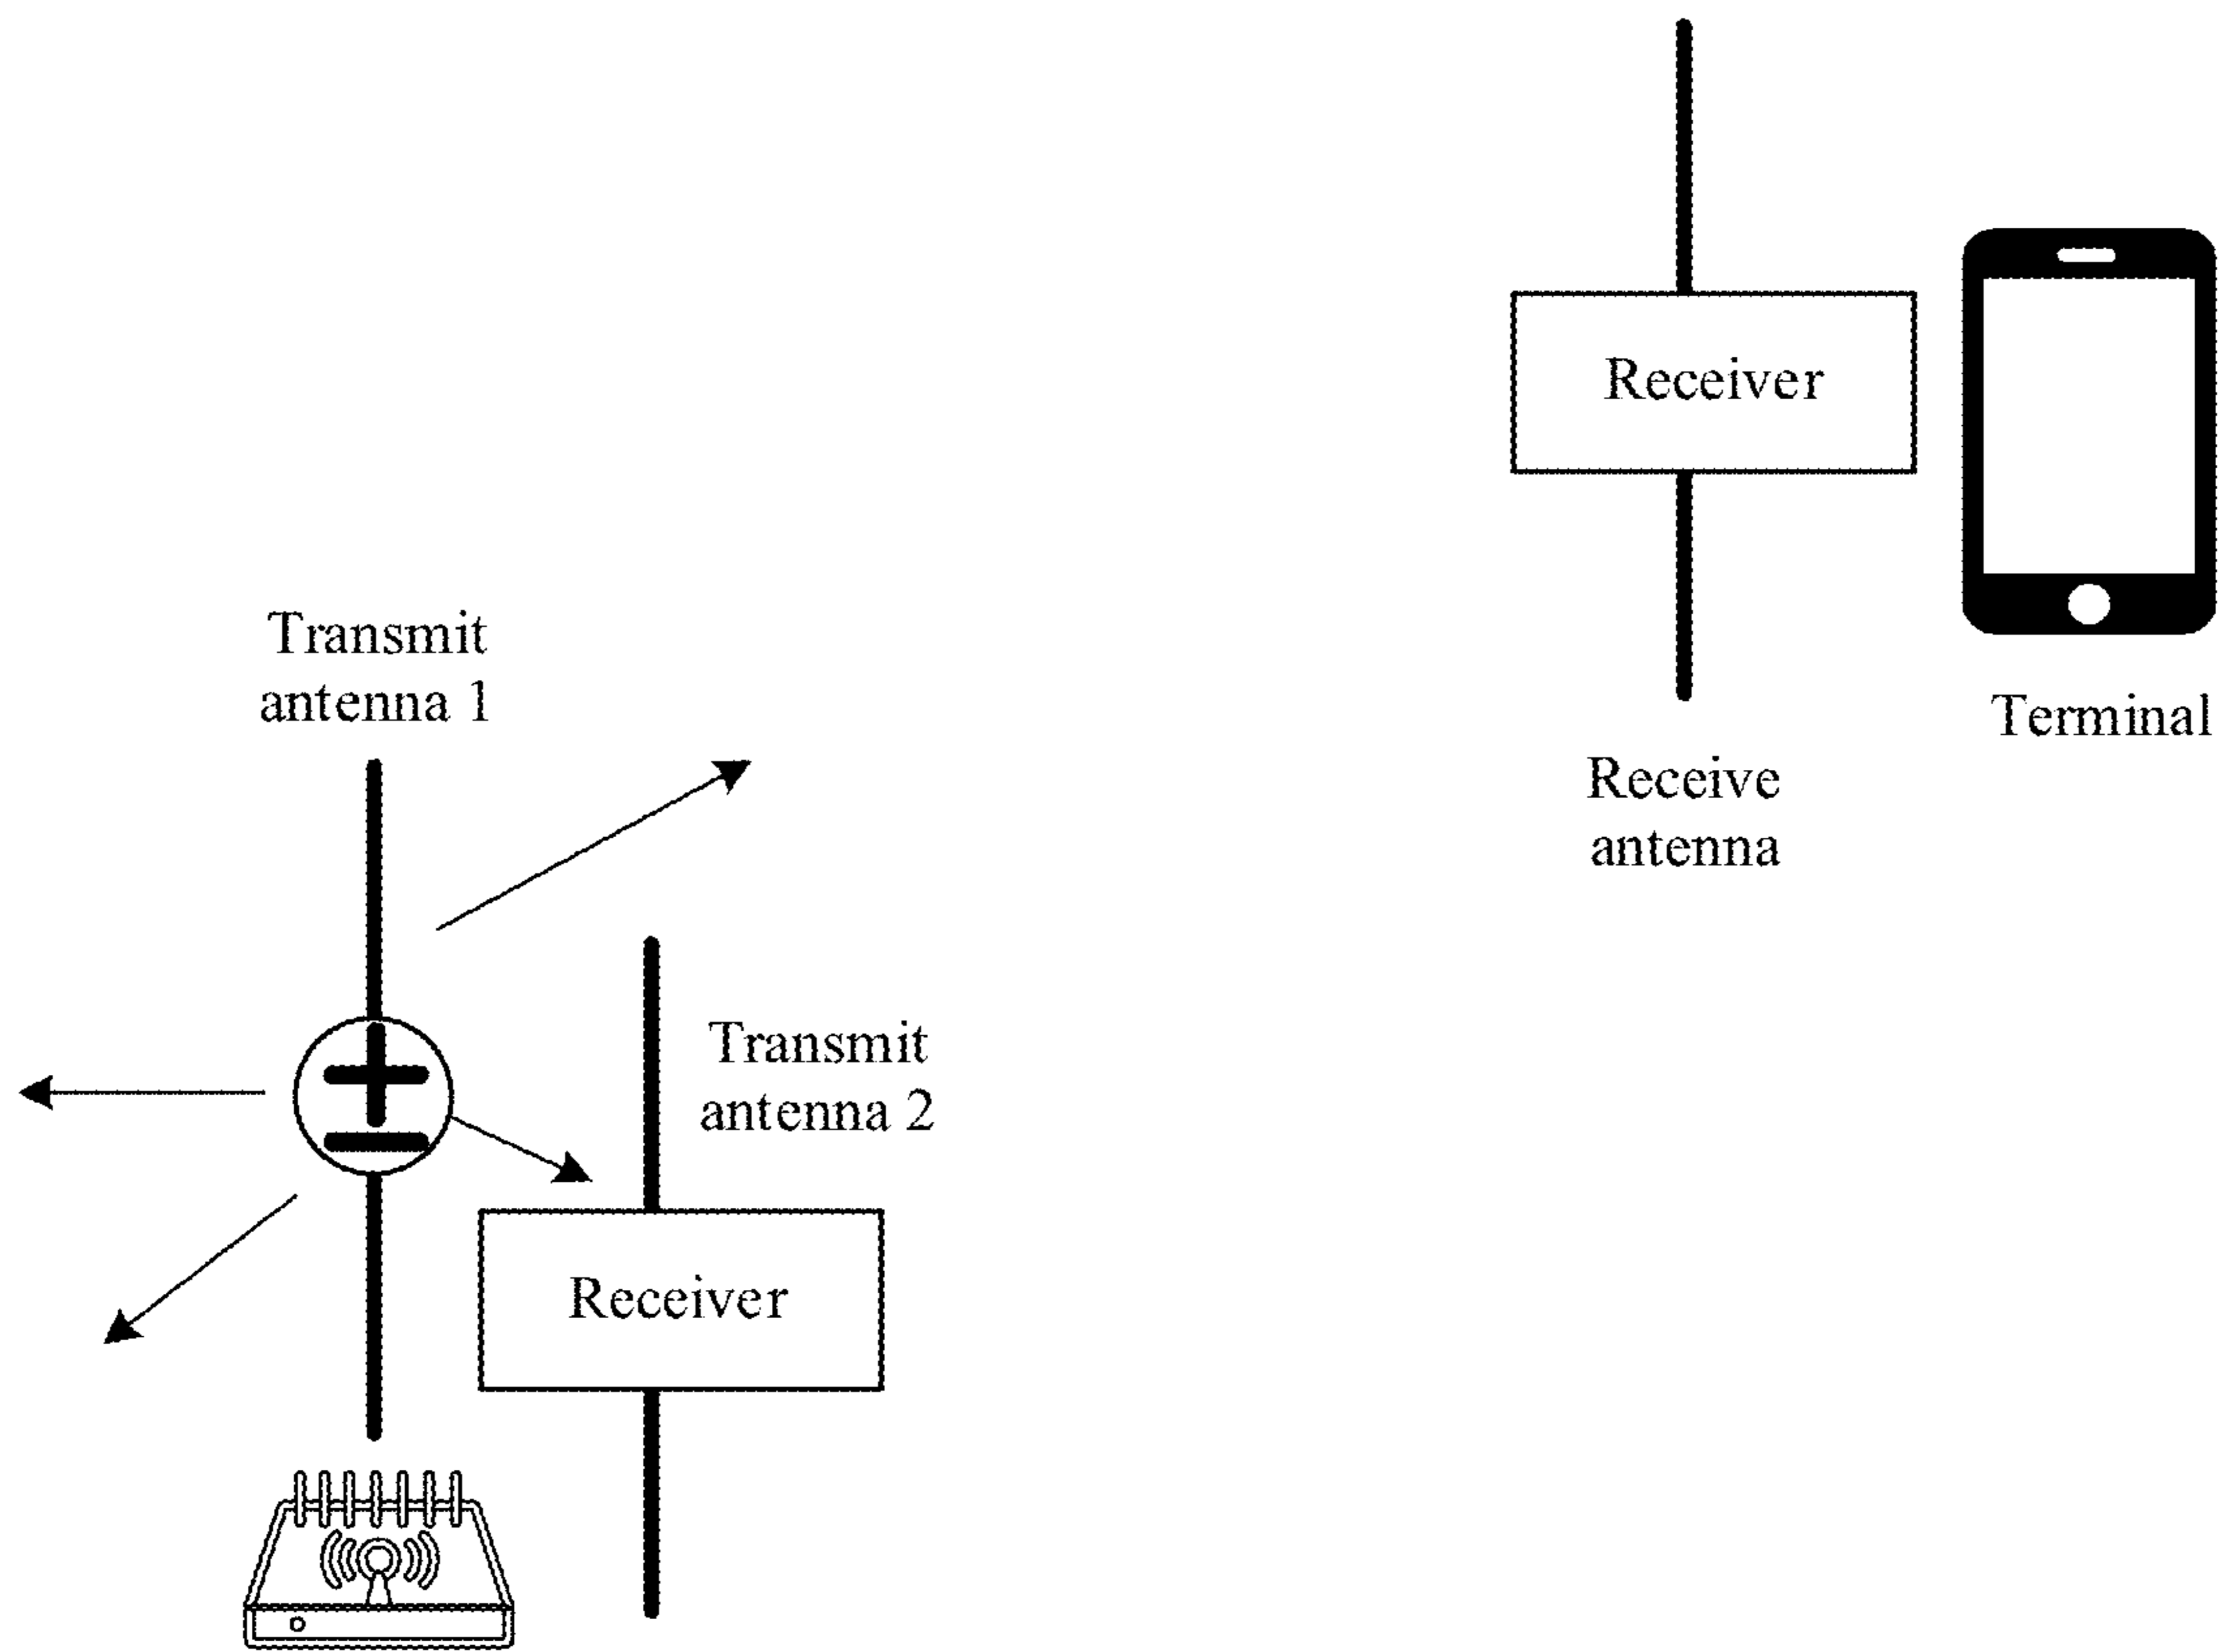 Receiver
Terminal
Receive
antenna
Transmit
antenna 1
Transmit
antenna 2
Receiver